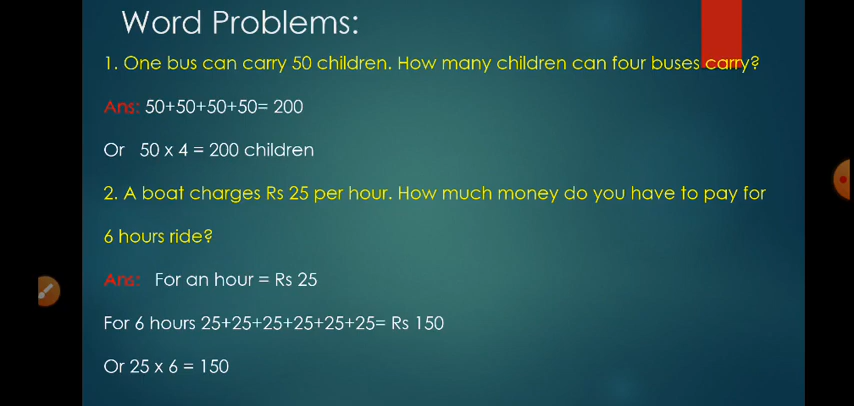 Word Problems:
1. One bus can carry 50 children. How many children can four buses carry?
Ans: 50+50+50+50= 200
Or 50 x 4 = 200 children
2. A boat charges Rs 25 per hour. How much money do you have to pay for
6 hours ride?
Ans: For an hour = Rs 25
For 6 hours 25+25+25+25+25+25= Rs 150
Or 25 x 6 = 150